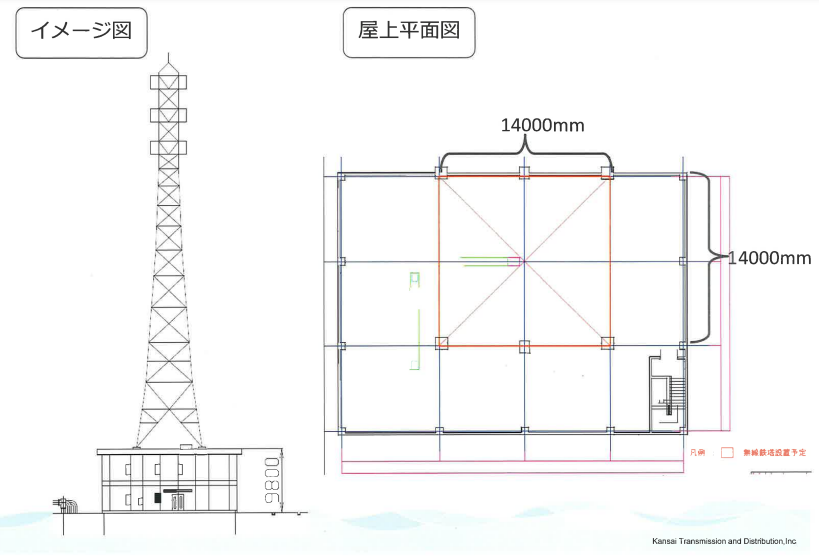 イメージ図
屋上平面図
14000mm
14000mm
9800
凡例 無線鉄塔設置予定
Kansai Transmission and Distribution,Inc.